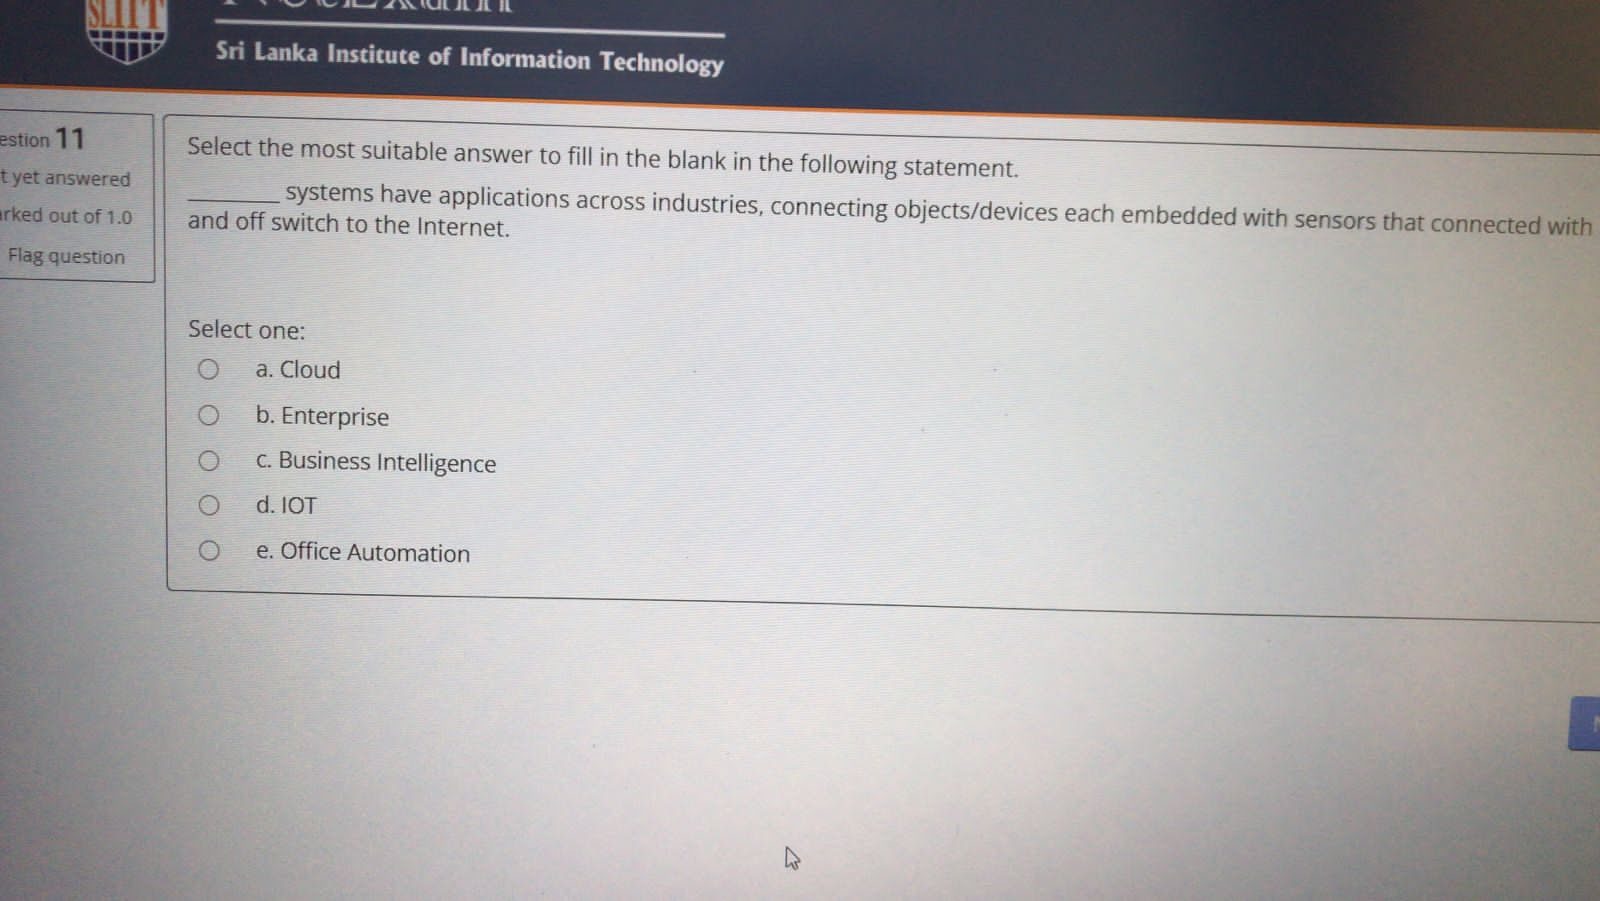 SLIIT
Sri Lanka Institute of Information Technology
estion 11
t yet answered
arked out of 1.0
Flag question
Select the most suitable answer to fill in the blank in the following statement.
________ systems have applications across industries, connecting objects/devices each embedded with sensors that connected with
and off switch to the Internet.
Select one:
a. Cloud
b. Enterprise
c. Business Intelligence
d. IOT
e. Office Automation